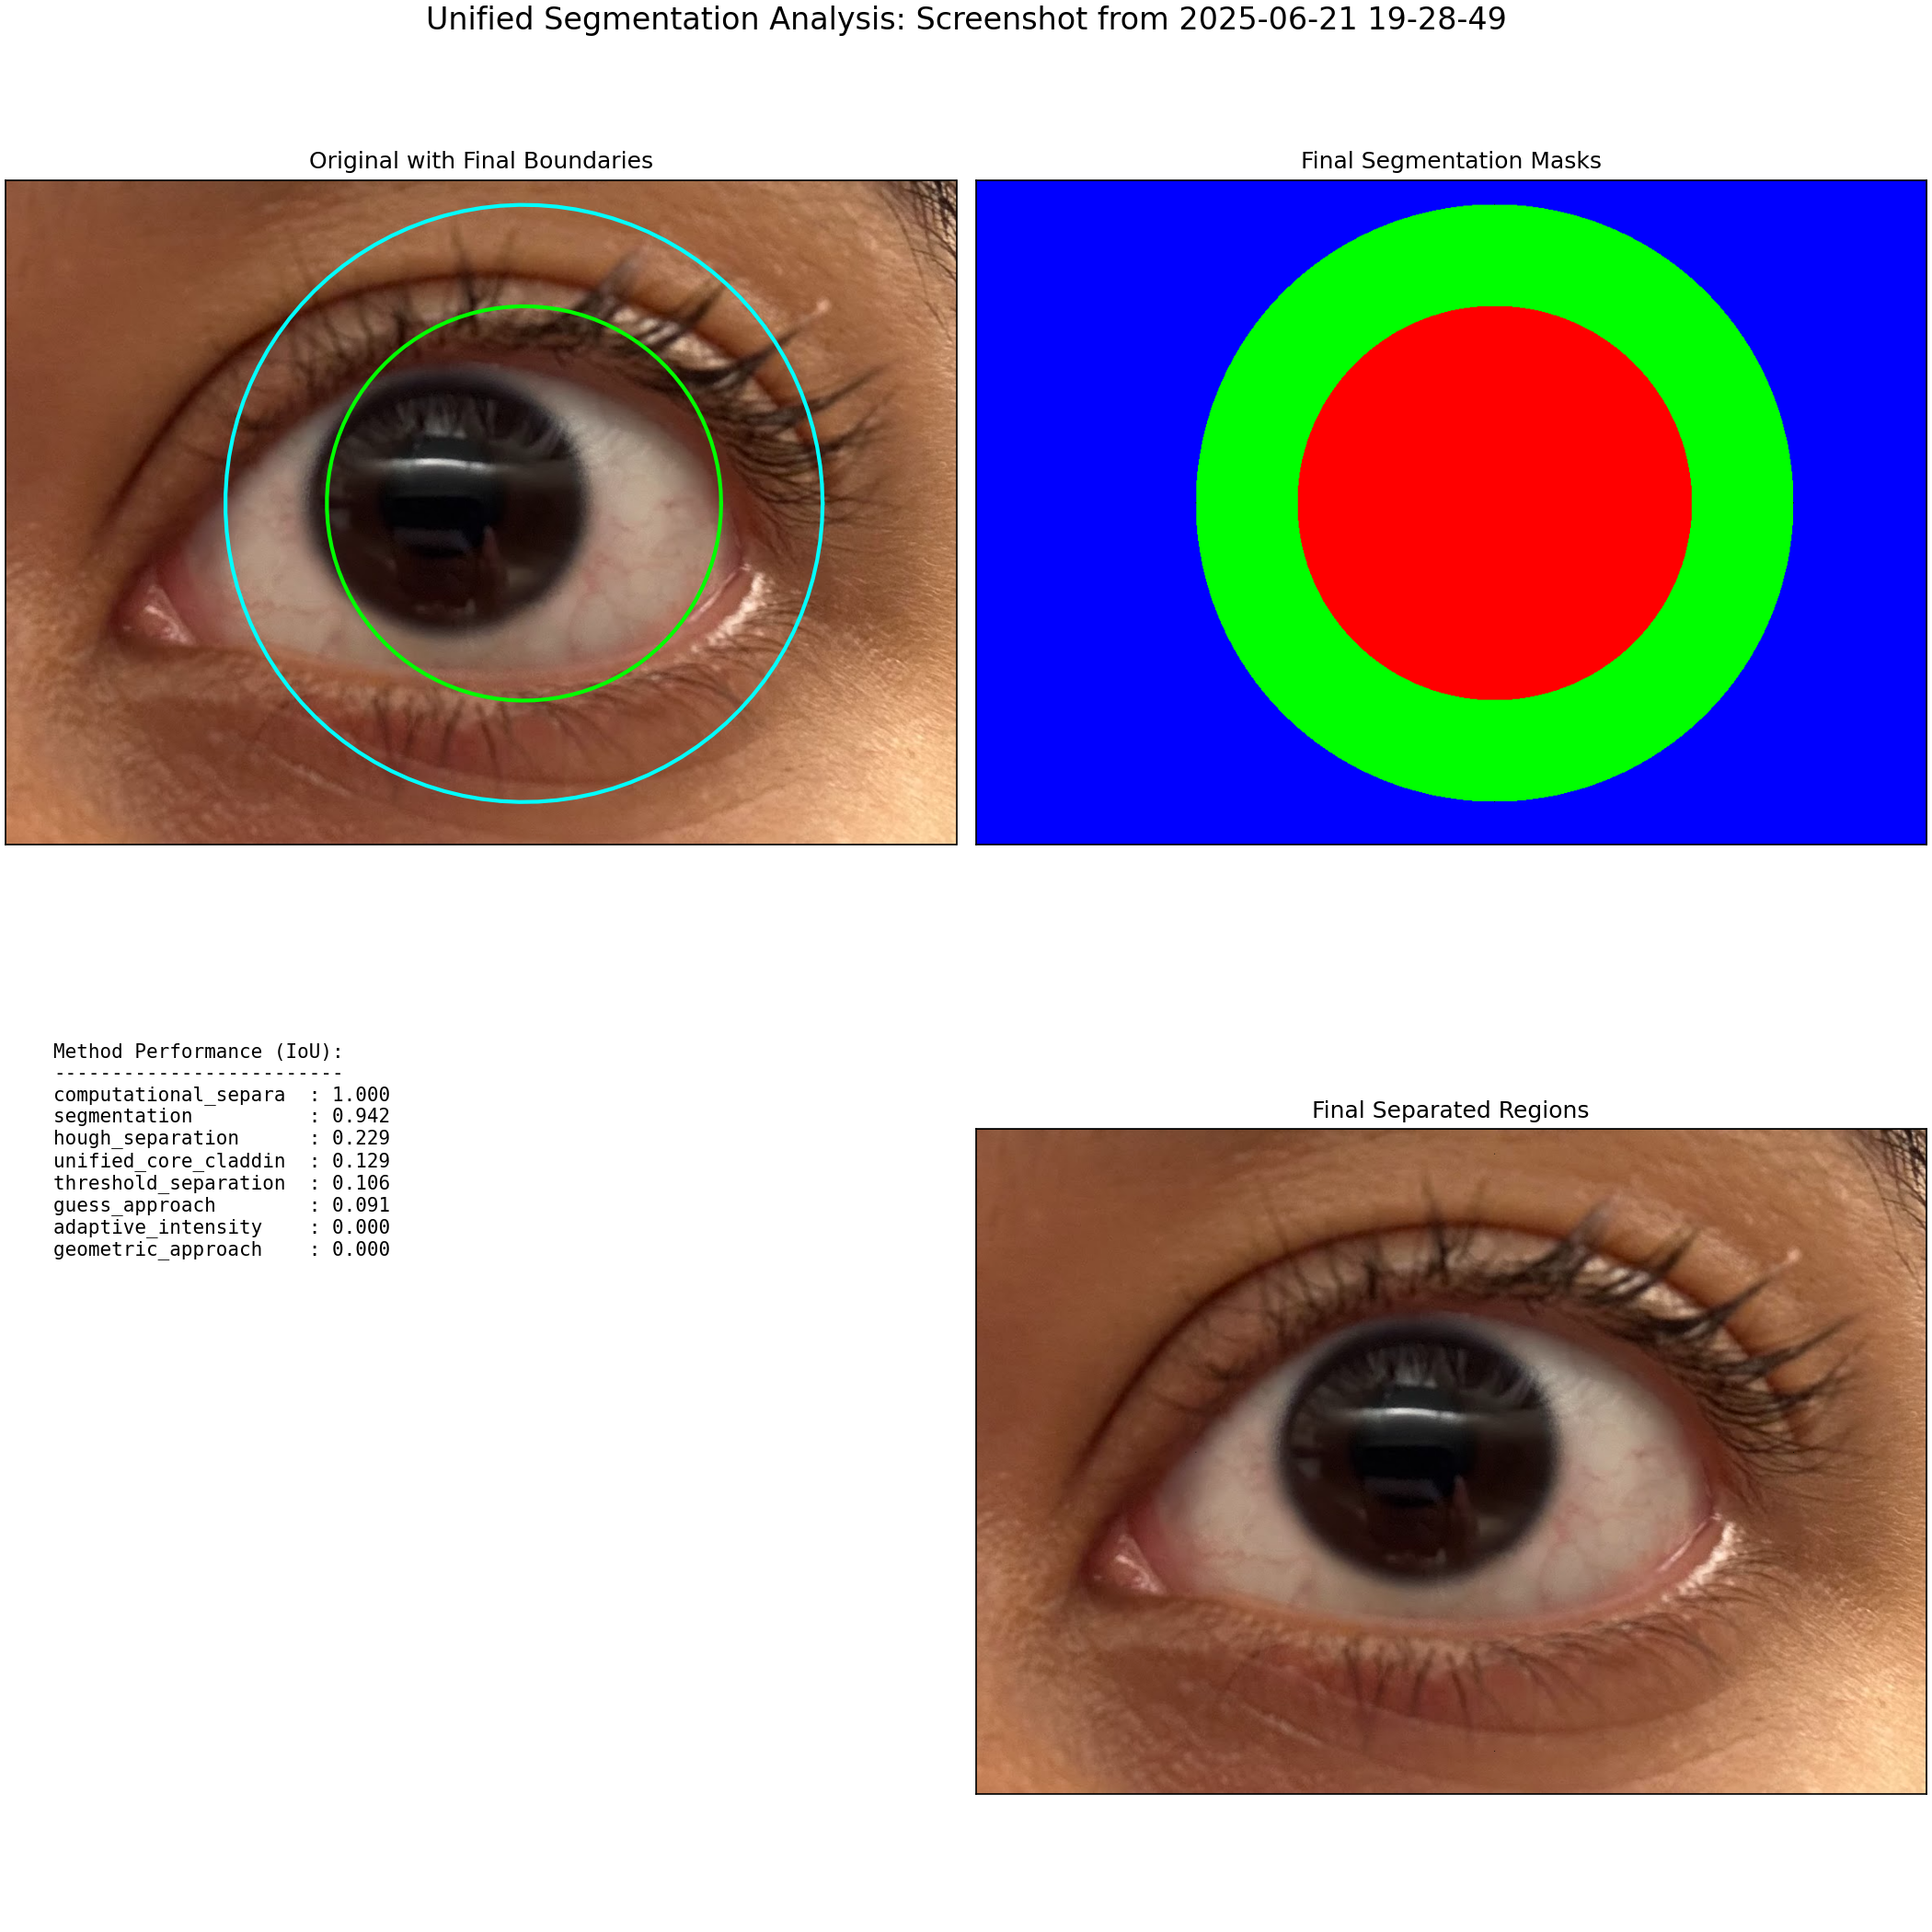 Unified Segmentation Analysis: Screenshot from 2025-06-21 19-28-49
Original with Final Boundaries
Final Segmentation Masks
Method Performance (IoU):
-------------------------
computational_separa  : 1.000
segmentation          : 0.942
hough_separation      : 0.229
unified_core_claddin  : 0.129
threshold_separation  : 0.106
guess_approach        : 0.091
adaptive_intensity    : 0.000
geometric_approach    : 0.000
Final Separated Regions